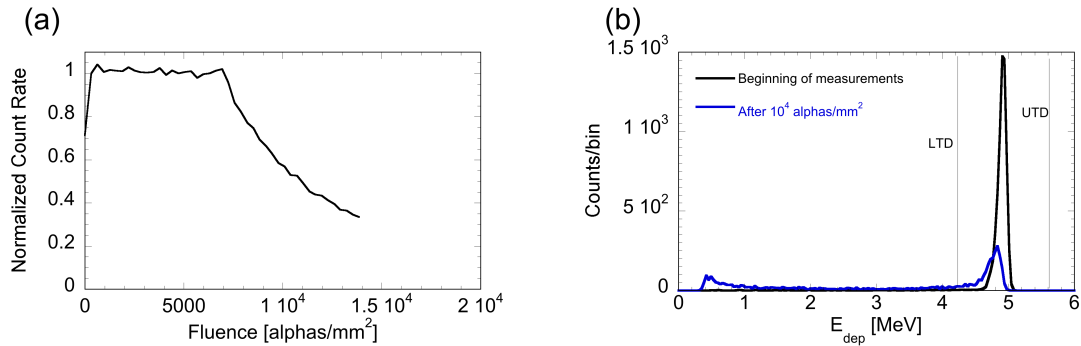 (a)
Normalized Count Rate
1
0.8
0.6
0.4
0.2
0
0
5000
1 10^4
1.5 10^4
2 10^4
Fluence [alphas/mm^2]
(b)
Counts/bin
1.5 10^3
1 10^3
5 10^2
0
Beginning of measurements
After 10^4 alphas/mm^2
LTD
UTD
0 1 2 3 4 5 6
E_dep [MeV]